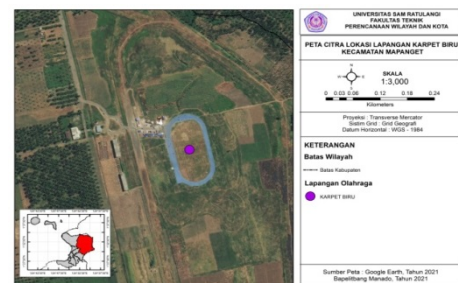 UNIVERSITAS SAM RATULANGI
FAKULTAS TEKNIK
PERENCANAAN WILAYAH DAN KOTA
PETA CITRA LOKASI LAPANGAN KARPET BIRU
KECAMATAN MAPANGET
SKALA
1:3,000
0 0.03 0.06 0.12 0.18 0.24
Kilometers
Proyeksi : Transverse Mercator
Sistim Grid : Grid Geografi
Datum Horizontal : WGS - 1984
KETERANGAN
Batas Wilayah
Batas Kabupaten
Lapangan Olahraga
KARPET BIRU
Sumber Peta : Google Earth, Tahun 2021
Bapelitbang Manado, Tahun 2021